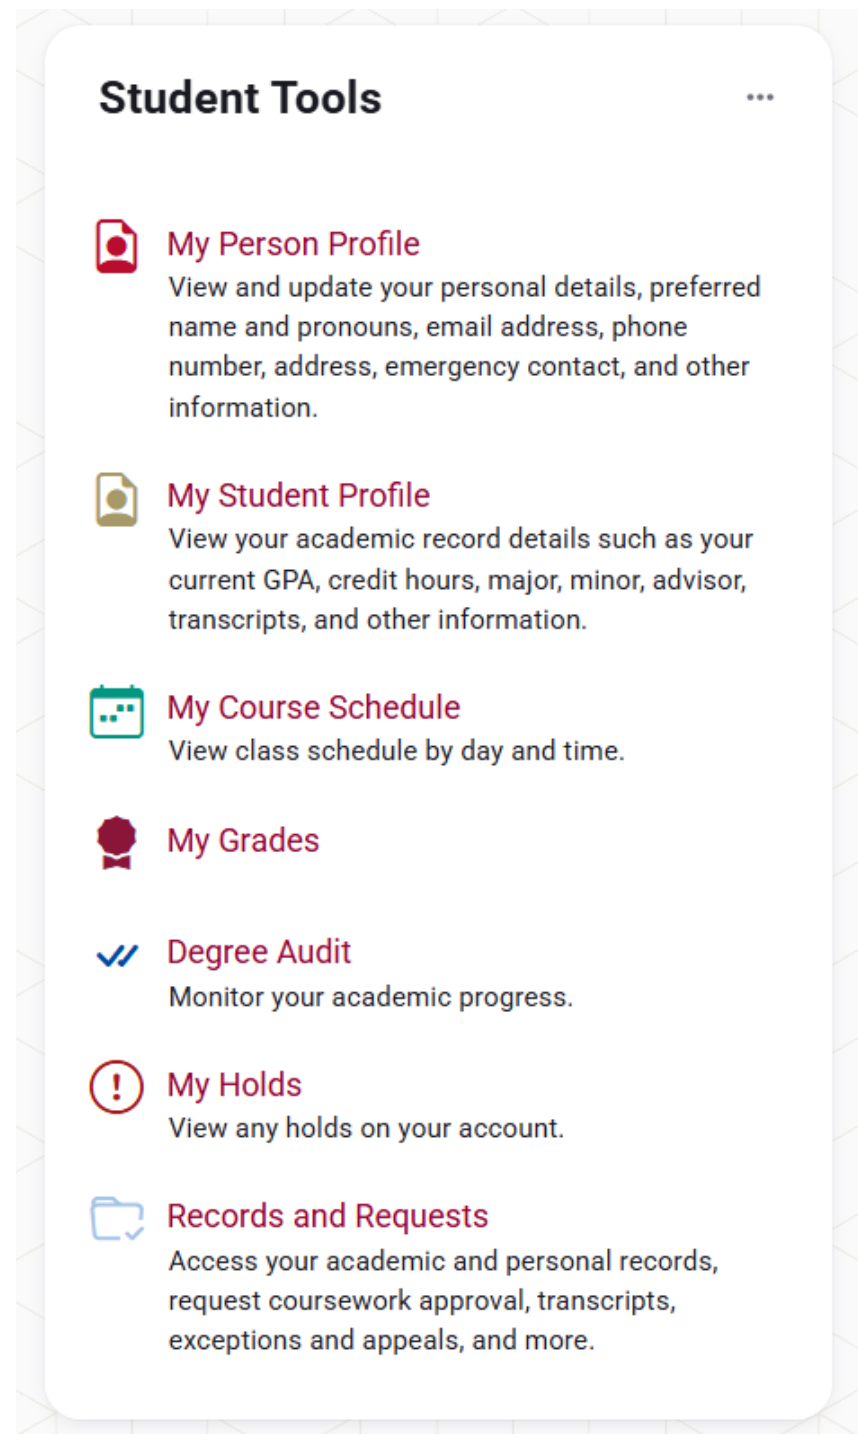 Student Tools
My Person Profile
View and update your personal details, preferred
name and pronouns, email address, phone
number, address, emergency contact, and other
information.
My Student Profile
View your academic record details such as your
current GPA, credit hours, major, minor, advisor,
transcripts, and other information.
My Course Schedule
View class schedule by day and time.
My Grades
Degree Audit
Monitor your academic progress.
My Holds
View any holds on your account.
Records and Requests
Access your academic and personal records,
request coursework approval, transcripts,
exceptions and appeals, and more.